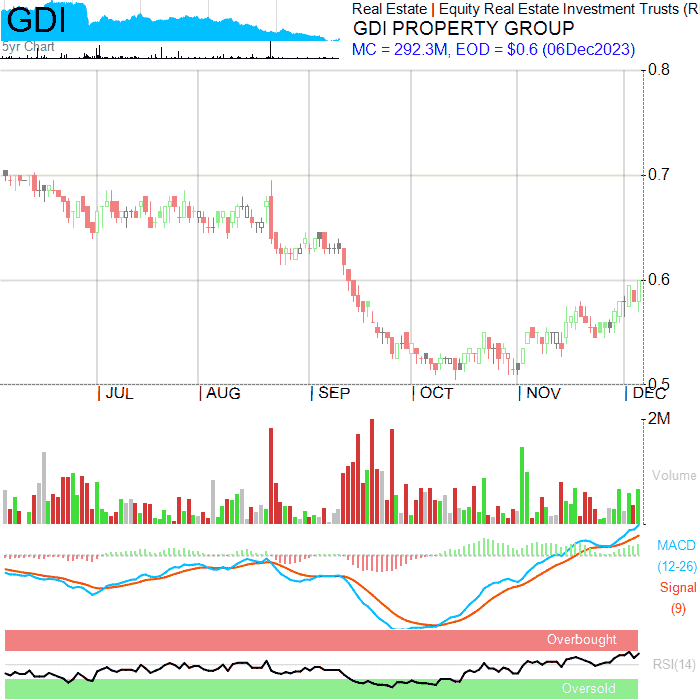 GDI
5yr Chart
Real Estate | Equity Real Estate Investment Trusts (R
GDI PROPERTY GROUP
MC = 292.3M, EOD = $0.6 (06Dec2023)
0.8
0.7
0.6
0.5
| JUL | AUG | SEP | OCT | NOV | DEC
2M
Volume
MACD
(12-26)
Signal
(9)
Overbought
RSI(14)
Oversold